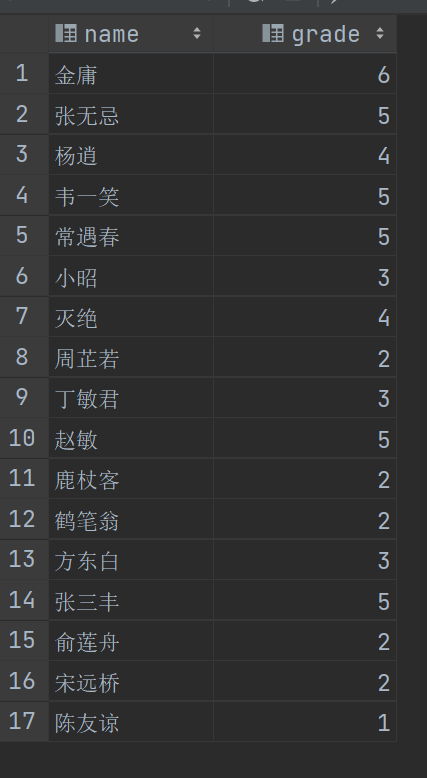 name grade
1 金庸 6
2 张无忌 5
3 杨逍 4
4 韦一笑 5
5 常遇春 5
6 小昭 3
7 灭绝 4
8 周芷若 2
9 丁敏君 3
10 赵敏 5
11 鹿杖客 2
12 鹤笔翁 2
13 方东白 3
14 张三丰 5
15 俞莲舟 2
16 宋远桥 2
17 陈友谅 1